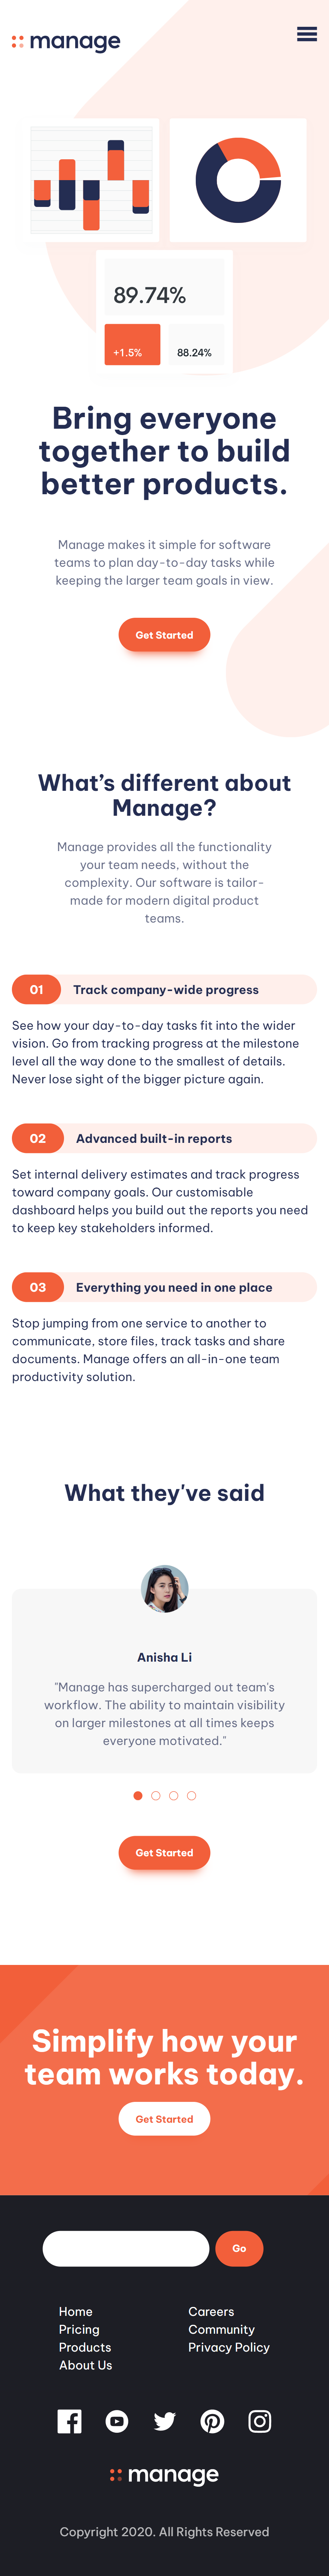 manage
89.74%
+1.5%
88.24%
Bring everyone
together to build
better products.
Manage makes it simple for software
teams to plan day-to-day tasks while
keeping the larger team goals in view.
Get Started
What’s different about
Manage?
Manage provides all the functionality
your team needs, without the
complexity. Our software is tailor-
made for modern digital product
teams.
01 Track company-wide progress
See how your day-to-day tasks fit into the wider
vision. Go from tracking progress at the milestone
level all the way done to the smallest of details.
Never lose sight of the bigger picture again.
02 Advanced built-in reports
Set internal delivery estimates and track progress
toward company goals. Our customisable
dashboard helps you build out the reports you need
to keep key stakeholders informed.
03 Everything you need in one place
Stop jumping from one service to another to
communicate, store files, track tasks and share
documents. Manage offers an all-in-one team
productivity solution.
What they've said
Anisha Li
"Manage has supercharged out team's
workflow. The ability to maintain visibility
on larger milestones at all times keeps
everyone motivated."
Get Started
Simplify how your
team works today.
Get Started
Go
Home
Pricing
Products
About Us
Careers
Community
Privacy Policy
manage
Copyright 2020. All Rights Reserved